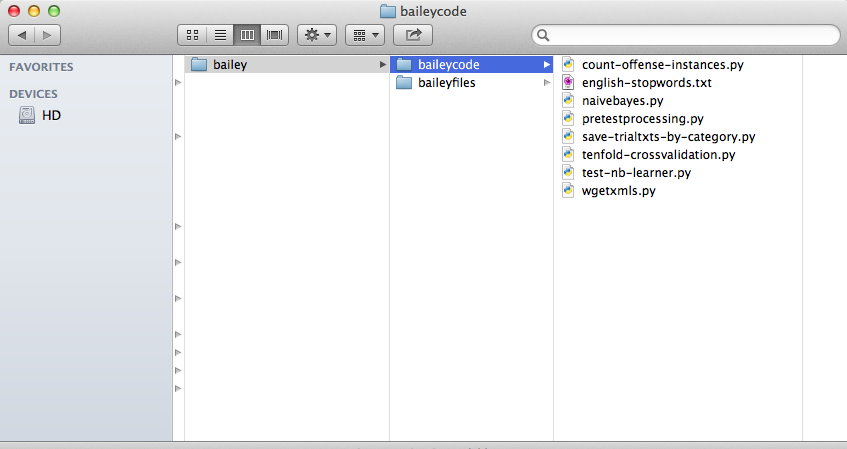 baileycode
FAVORITES
DEVICES
HD
bailey
baileycode
baileyfiles
count-offense-instances.py
english-stopwords.txt
naivebayes.py
pretestprocessing.py
save-trialtxts-by-category.py
tenfold-crossvalidation.py
test-nb-learner.py
wgetxmls.py